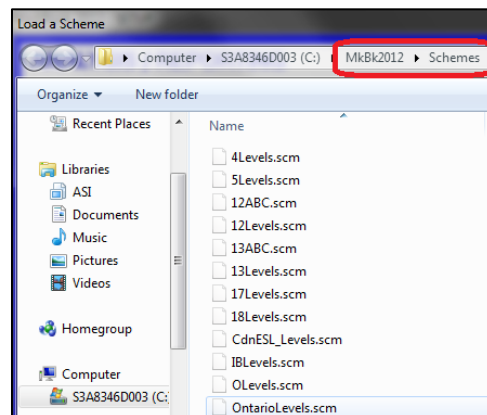 Load a Scheme
Computer ▸ S3A8346D003 (C:) ▸ MkBk2012 ▸ Schemes
Organize ▾ New folder
Recent Places
Libraries
ASI
Documents
Music
Pictures
Videos
Homegroup
Computer
S3A8346D003 (C:
Name
4Levels.scm
5Levels.scm
12ABC.scm
12Levels.scm
13ABC.scm
13Levels.scm
17Levels.scm
18Levels.scm
CdnESL_Levels.scm
IBLevels.scm
OLevels.scm
OntarioLevels.scm